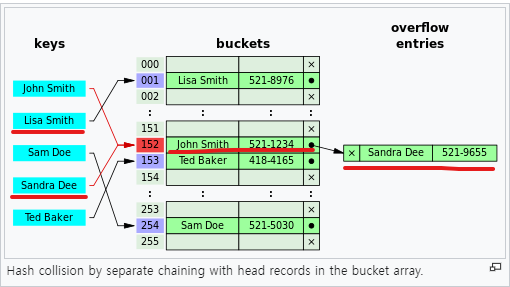 overflow
keys buckets entries
000 ×
John Smith 001 Lisa Smith 521-8976
002 ×
Lisa Smith : : : :
151 ×
Sam Doe 152 John Smith 521-1234 × Sandra Dee 521-9655
153 Ted Baker 418-4165
Sandra Dee 154 ×
: : : :
Ted Baker 253 ×
254 Sam Doe 521-5030
255 ×
Hash collision by separate chaining with head records in the bucket array.